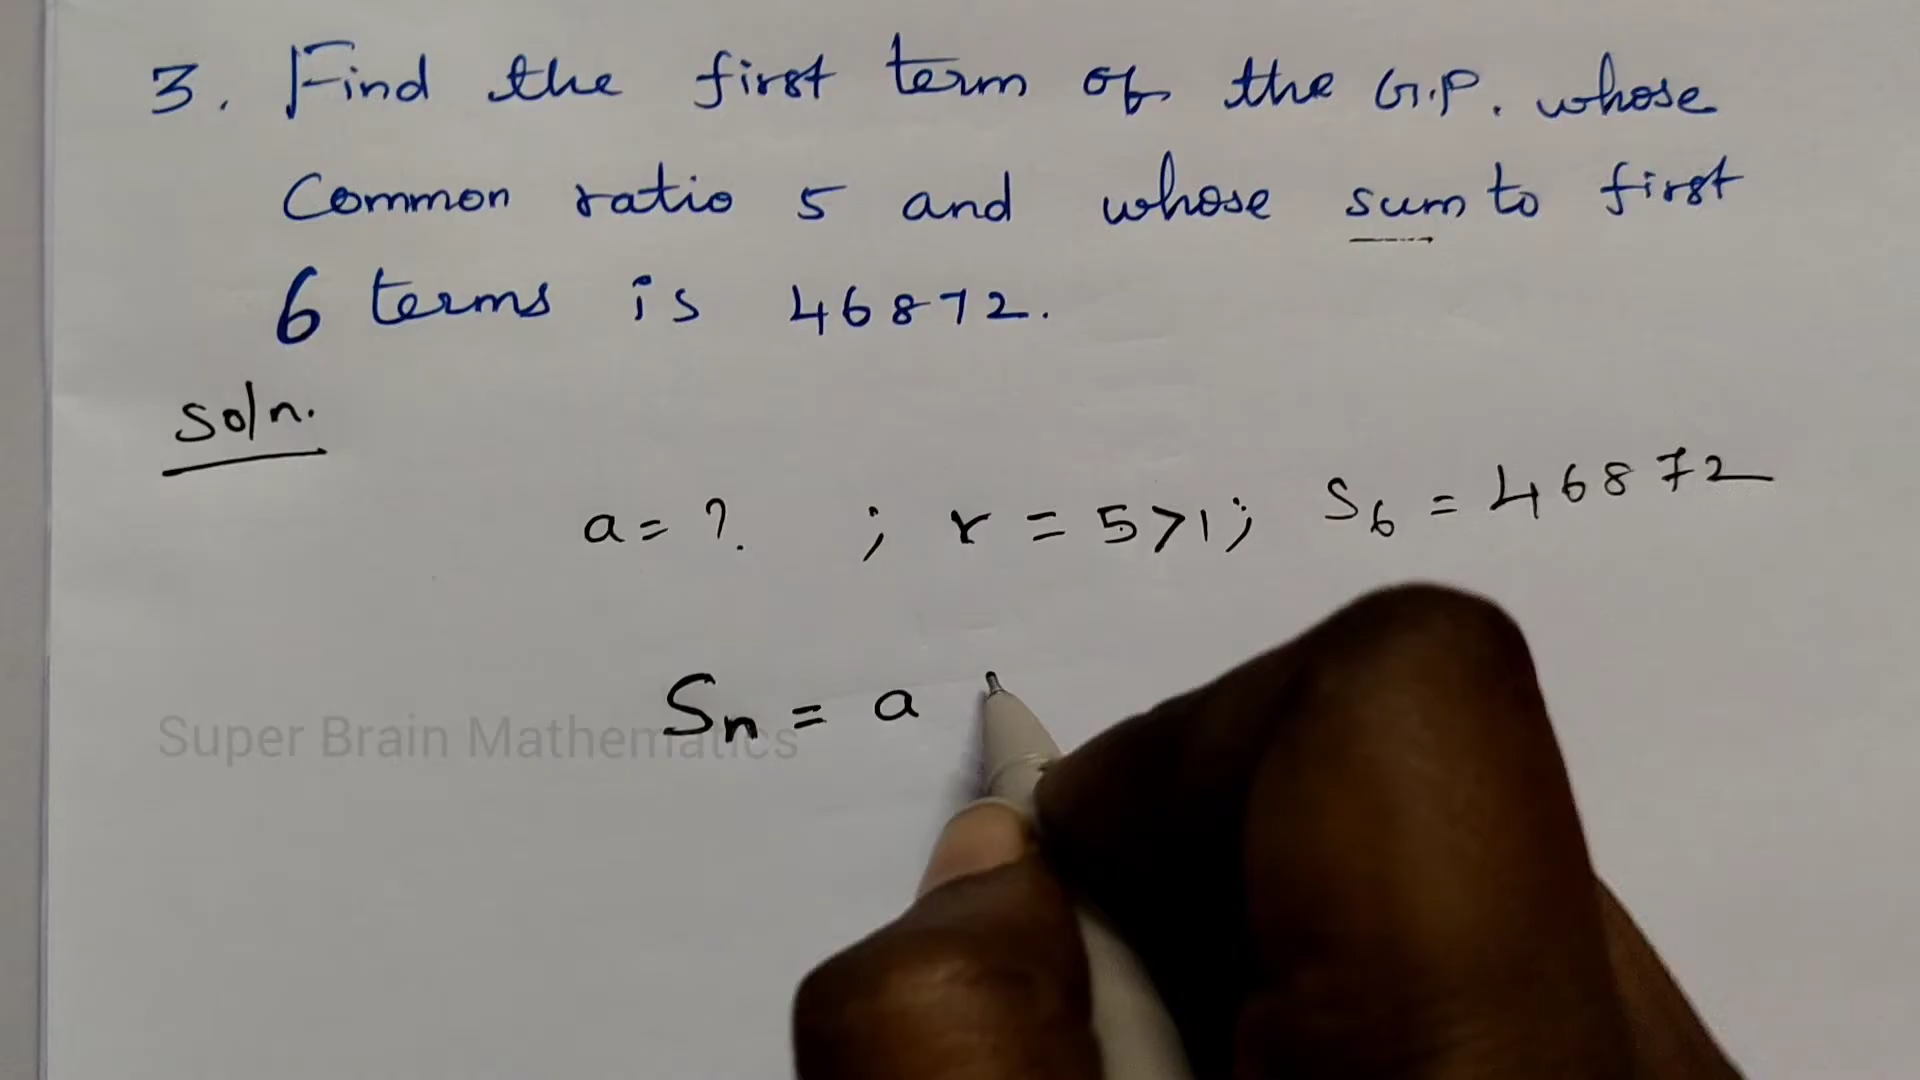 3. Find the first term of the G.P. whose
Common ratio 5 and whose sum to first
6 terms is 46872.
Soln.
a = ? ; r = 5>1; S6 = 46872
Sn = a
Super Brain Mathematics